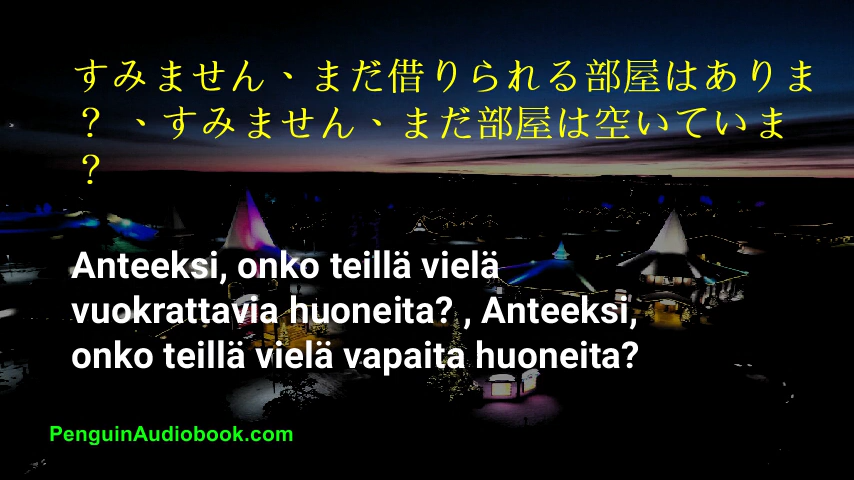 すみません、まだ借りられる部屋はありま
？、すみません、まだ部屋は空いていま
？
Anteeksi, onko teillä vielä
vuokrattavia huoneita? , Anteeksi,
onko teillä vielä vapaita huoneita?
PenguinAudiobook.com